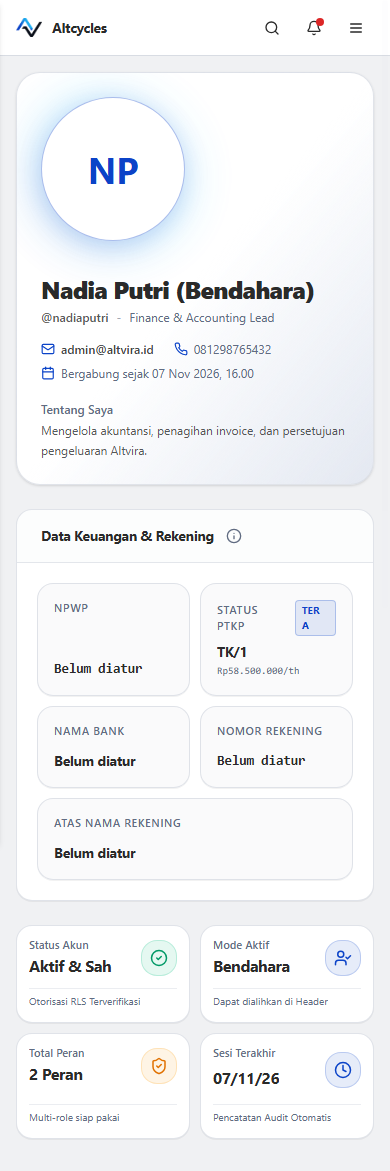 Altcycles
NP
Nadia Putri (Bendahara)
@nadiaputri - Finance & Accounting Lead
admin@altvira.id 081298765432
Bergabung sejak 07 Nov 2026, 16.00
Tentang Saya
Mengelola akuntansi, penagihan invoice, dan persetujuan
pengeluaran Altvira.
Data Keuangan & Rekening
NPWP
Belum diatur
STATUS
PTKP
TER
A
TK/1
Rp58.500.000/th
NAMA BANK
Belum diatur
NOMOR REKENING
Belum diatur
ATAS NAMA REKENING
Belum diatur
Status Akun
Aktif & Sah
Otorisasi RLS Terverifikasi
Mode Aktif
Bendahara
Dapat dialihkan di Header
Total Peran
2 Peran
Multi-role siap pakai
Sesi Terakhir
07/11/26
Pencatatan Audit Otomatis